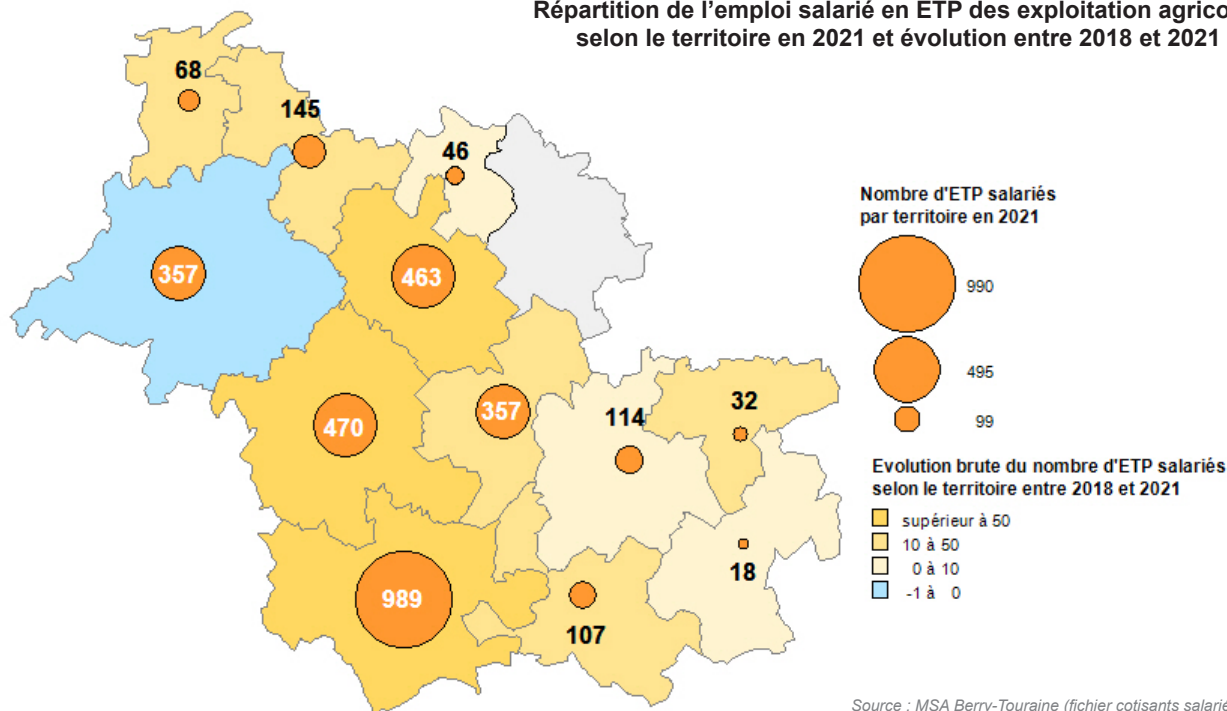 Répartition de l'emploi salarié en ETP des exploitation agrico
selon le territoire en 2021 et évolution entre 2018 et 2021
68
145
46
357
463
470
357
114
32
18
989
107
Nombre d'ETP salariés
par territoire en 2021
990
495
99
Evolution brute du nombre d'ETP salariés
selon le territoire entre 2018 et 2021
supérieur à 50
10 à 50
0 à 10
-1 à 0
Source : MSA Berry-Touraine (fichier cotisants salarié